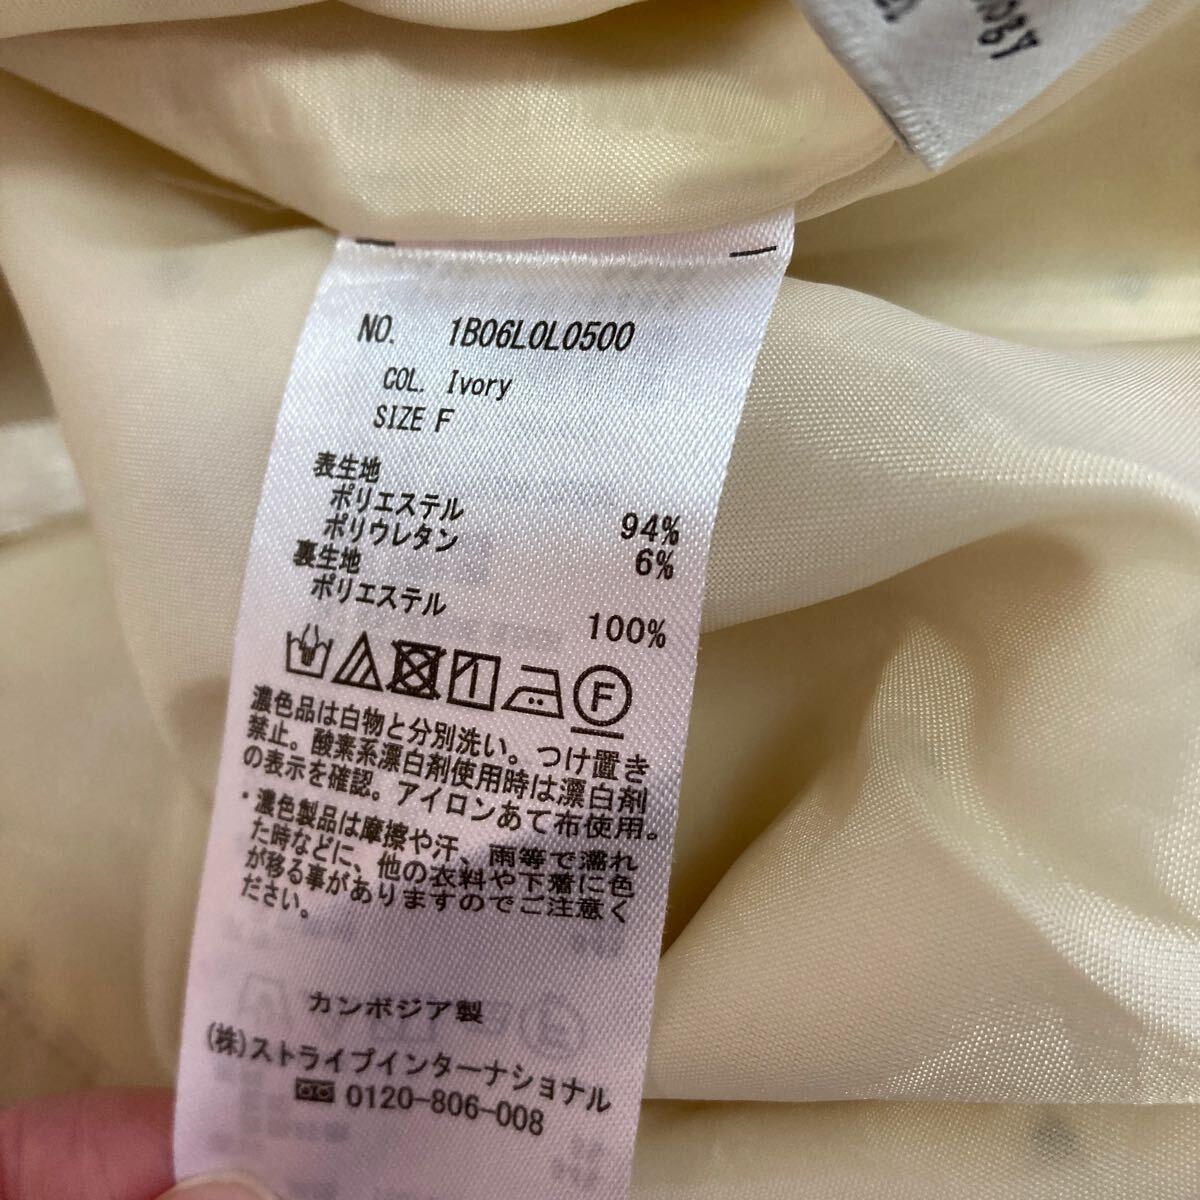 ology
NO. 1B06L0L0500
COL. Ivory
SIZE F
表生地
ポリエステル 94%
ポリウレタン 6%
裏生地
ポリエステル 100%
F
濃色品は白物と分別洗い。つけ置き
禁止。酸素系漂白剤使用時は漂白剤
の表示を確認。アイロンあて布使用。
・濃色製品は摩擦や汗、雨等で濡れ
た時などに、他の衣料や下着に色
が移る事がありますのでご注意く
ださい。
カンボジア製
(株)ストライプインターナショナル
0120-806-008